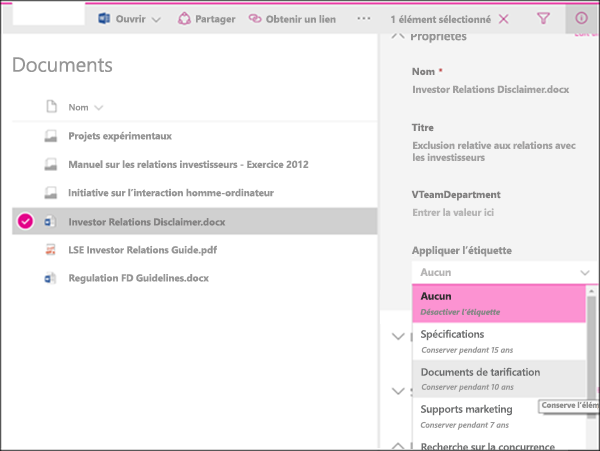 Ouvrir
Partager
Obtenir un lien
1 élément sélectionné
Propriétés
Documents
Nom
Projets expérimentaux
Manuel sur les relations investisseurs - Exercice 2012
Initiative sur l'interaction homme-ordinateur
Investor Relations Disclaimer.docx
LSE Investor Relations Guide.pdf
Regulation FD Guidelines.docx
Nom *
Investor Relations Disclaimer.docx
Titre
Exclusion relative aux relations avec
les investisseurs
VTeamDepartment
Entrer la valeur ici
Appliquer l'étiquette
Aucun
Aucun
Désactiver l'étiquette
Spécifications
Conserver pendant 15 ans
Documents de tarification
Conserver pendant 10 ans
Conserve l'élém
Supports marketing
Conserver pendant 7 ans
Recherche sur la concurrence